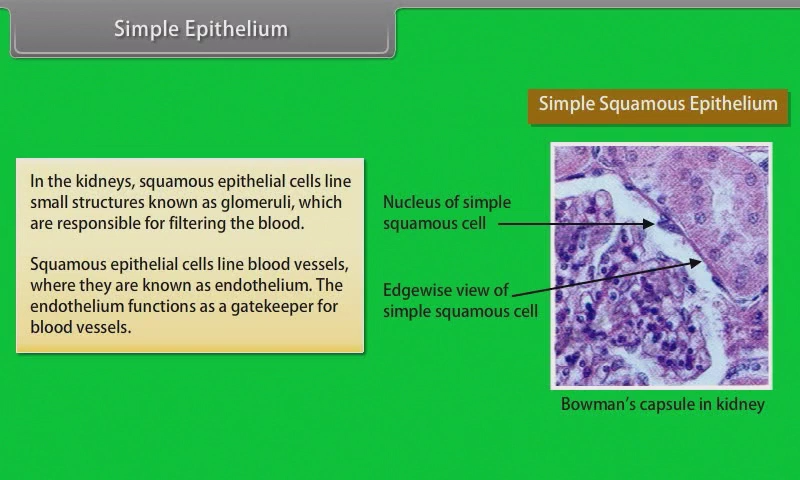 Simple Epithelium
Simple Squamous Epithelium
In the kidneys, squamous epithelial cells line
small structures known as glomeruli, which
are responsible for filtering the blood.
Squamous epithelial cells line blood vessels,
where they are known as endothelium. The
endothelium functions as a gatekeeper for
blood vessels.
Nucleus of simple
squamous cell
Edgewise view of
simple squamous cell
Bowman's capsule in kidney